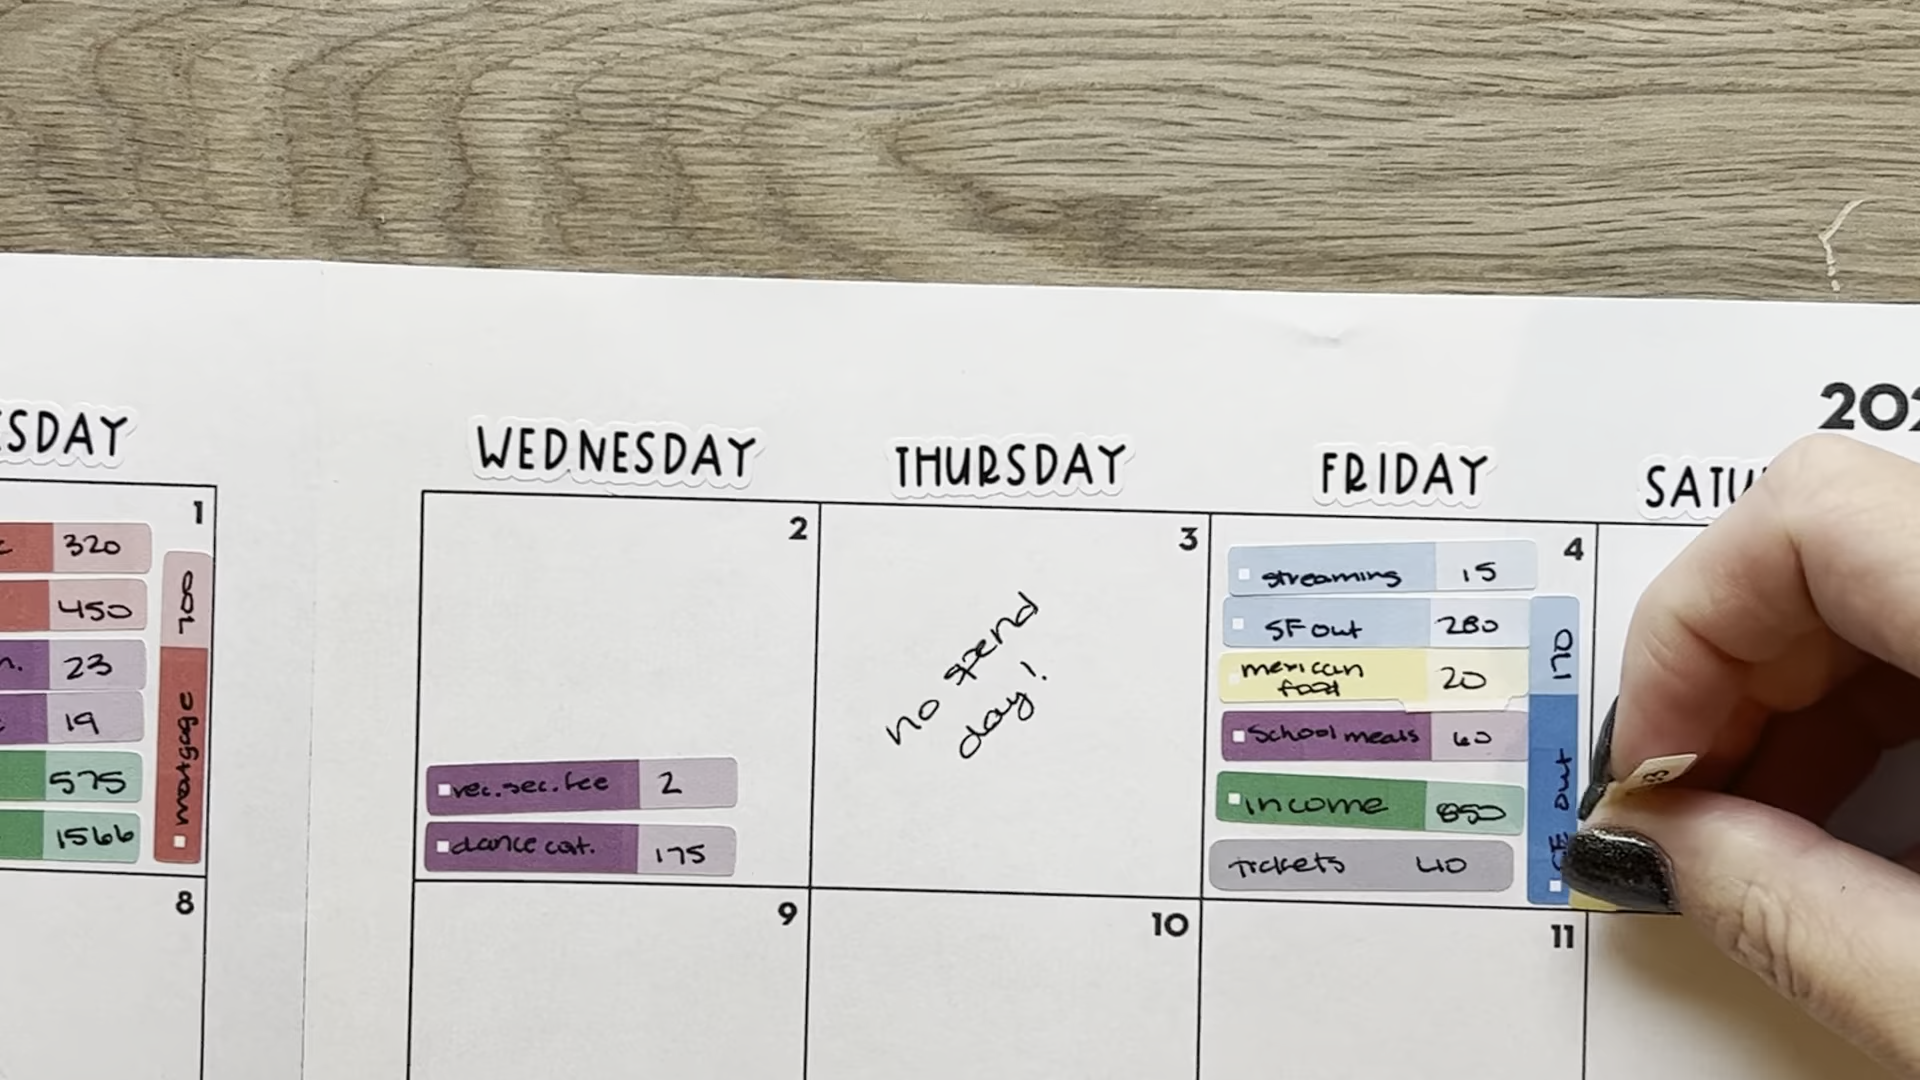 202
SDAY
WEDNESDAY
THURSDAY
FRIDAY
SATU
1
320
450
23
19
575
1566
700
mortgage
2
rec.sec.fee 2
dance cat. 175
3
no spend
day!
4
streaming 15
SF out 280
mexican
food 20
School meals 60
income 850
Tickets 40
170
out
8
9
10
11